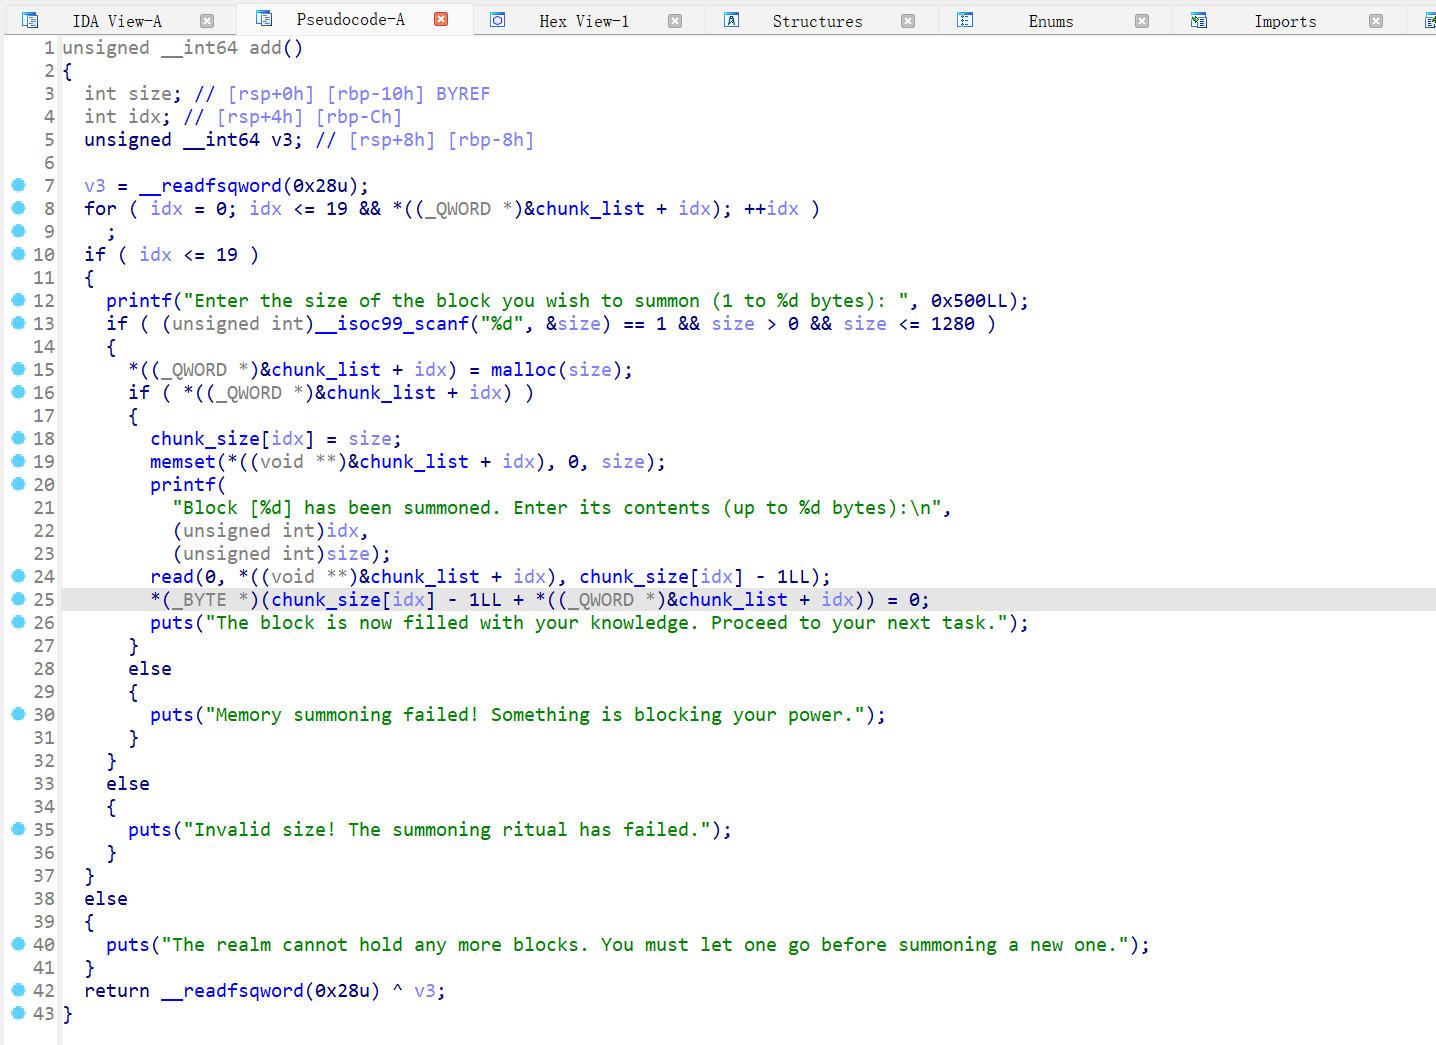 IDA View-A Pseudocode-A Hex View-1 Structures Enums Imports
1 unsigned __int64 add()
2 {
3 int size; // [rsp+0h] [rbp-10h] BYREF
4 int idx; // [rsp+4h] [rbp-Ch]
5 unsigned __int64 v3; // [rsp+8h] [rbp-8h]
6
7 v3 = __readfsqword(0x28u);
8 for ( idx = 0; idx <= 19 && *((_QWORD *)&chunk_list + idx); ++idx )
9 ;
10 if ( idx <= 19 )
11 {
12 printf("Enter the size of the block you wish to summon (1 to %d bytes): ", 0x500LL);
13 if ( (unsigned int)__isoc99_scanf("%d", &size) == 1 && size > 0 && size <= 1280 )
14 {
15 *((_QWORD *)&chunk_list + idx) = malloc(size);
16 if ( *((_QWORD *)&chunk_list + idx) )
17 {
18 chunk_size[idx] = size;
19 memset(*((void **)&chunk_list + idx), 0, size);
20 printf(
21 "Block [%d] has been summoned. Enter its contents (up to %d bytes):\n",
22 (unsigned int)idx,
23 (unsigned int)size);
24 read(0, *((void **)&chunk_list + idx), chunk_size[idx] - 1LL);
25 *(_BYTE *)(chunk_size[idx] - 1LL + *((_QWORD *)&chunk_list + idx)) = 0;
26 puts("The block is now filled with your knowledge. Proceed to your next task.");
27 }
28 else
29 {
30 puts("Memory summoning failed! Something is blocking your power.");
31 }
32 }
33 else
34 {
35 puts("Invalid size! The summoning ritual has failed.");
36 }
37 }
38 else
39 {
40 puts("The realm cannot hold any more blocks. You must let one go before summoning a new one.");
41 }
42 return __readfsqword(0x28u) ^ v3;
43 }